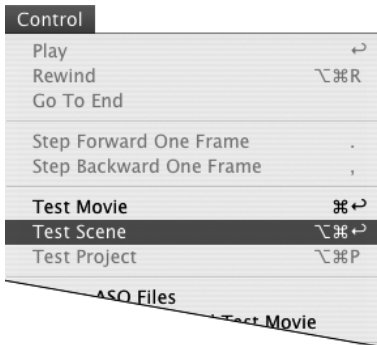 Control
Play ↩
Rewind ⌥⌘R
Go To End
Step Forward One Frame .
Step Backward One Frame ,
Test Movie ⌘↩
Test Scene ⌥⌘↩
Test Project ⌥⌘P
ASO Files
Test Movie